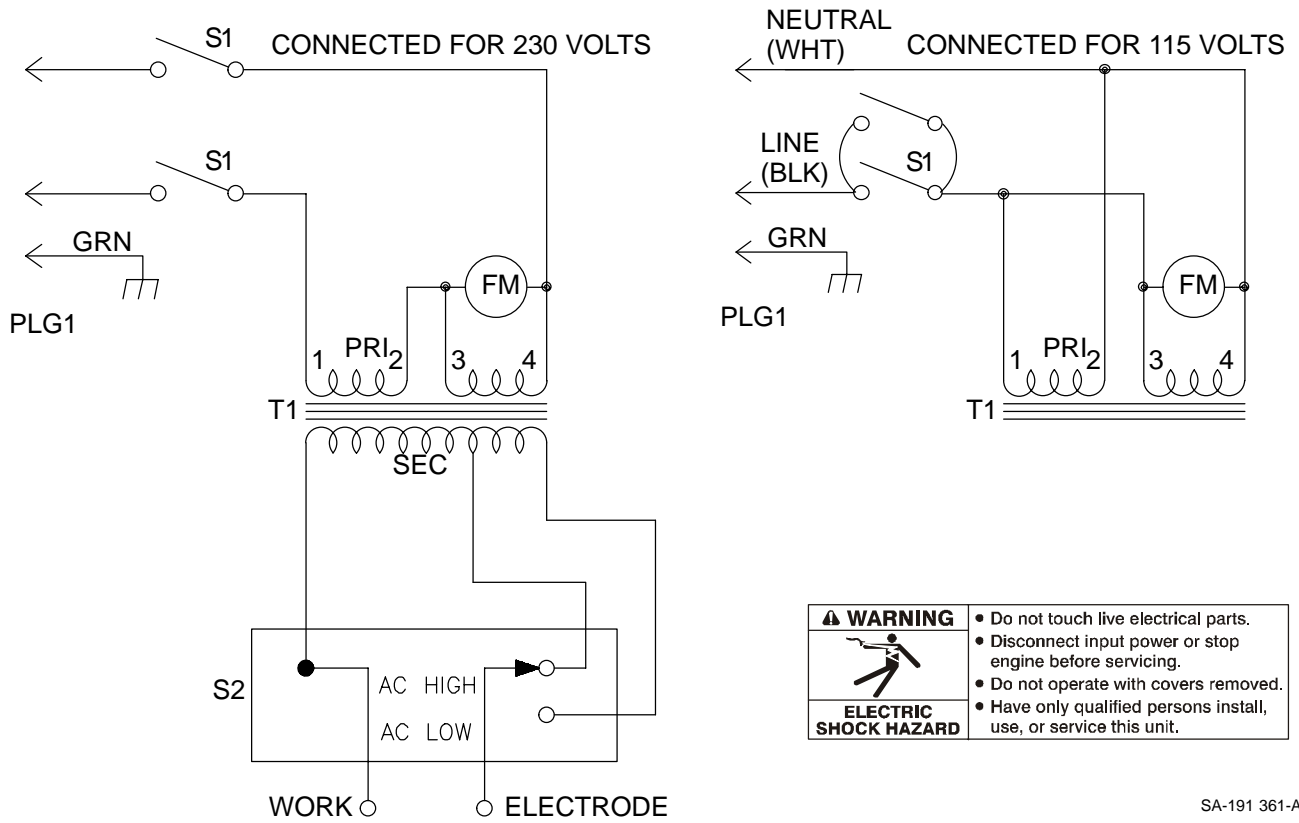 S1
CONNECTED FOR 230 VOLTS
S1
GRN
PLG1
FM
1
PRI
2
3
4
T1
SEC
S2
AC HIGH
AC LOW
WORK
ELECTRODE
NEUTRAL
(WHT)
CONNECTED FOR 115 VOLTS
LINE
(BLK)
S1
GRN
PLG1
FM
1
PRI
2
3
4
T1
WARNING
ELECTRIC
SHOCK HAZARD
• Do not touch live electrical parts.
• Disconnect input power or stop
engine before servicing.
• Do not operate with covers removed.
• Have only qualified persons install,
use, or service this unit.
SA-191 361-A